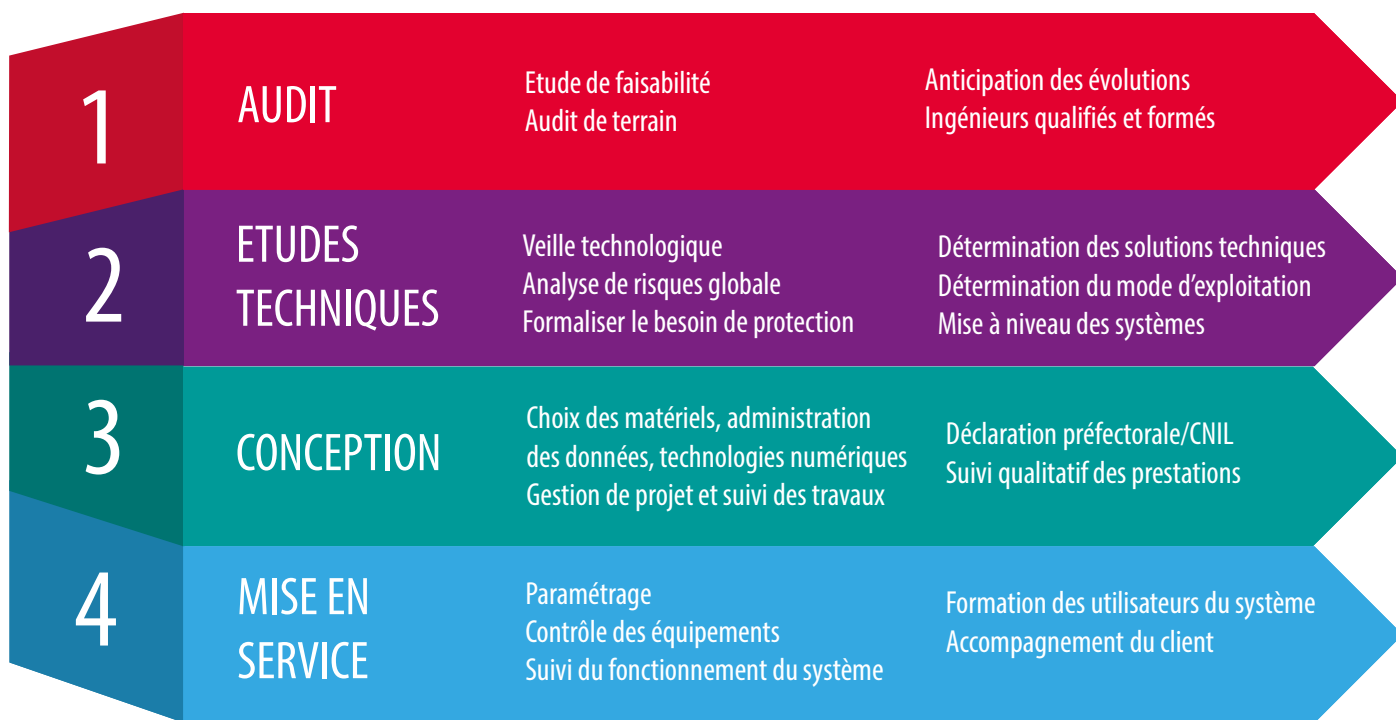 1
AUDIT
Etude de faisabilité
Audit de terrain
Anticipation des évolutions
Ingénieurs qualifiés et formés
2
ETUDES
TECHNIQUES
Veille technologique
Analyse de risques globale
Formaliser le besoin de protection
Détermination des solutions techniques
Détermination du mode d’exploitation
Mise à niveau des systèmes
3
CONCEPTION
Choix des matériels, administration
des données, technologies numériques
Gestion de projet et suivi des travaux
Déclaration préfectorale/CNIL
Suivi qualitatif des prestations
4
MISE EN
SERVICE
Paramétrage
Contrôle des équipements
Suivi du fonctionnement du système
Formation des utilisateurs du système
Accompagnement du client